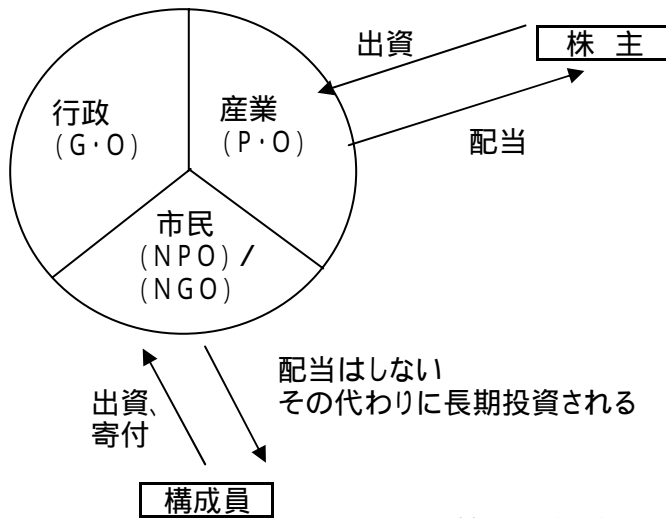 出資
株 主
行政
(G・O)
産業
(P・O)
配当
市民
(NPO)/
(NGO)
配当はしない
その代わりに長期投資される
出資、
寄付
構成員